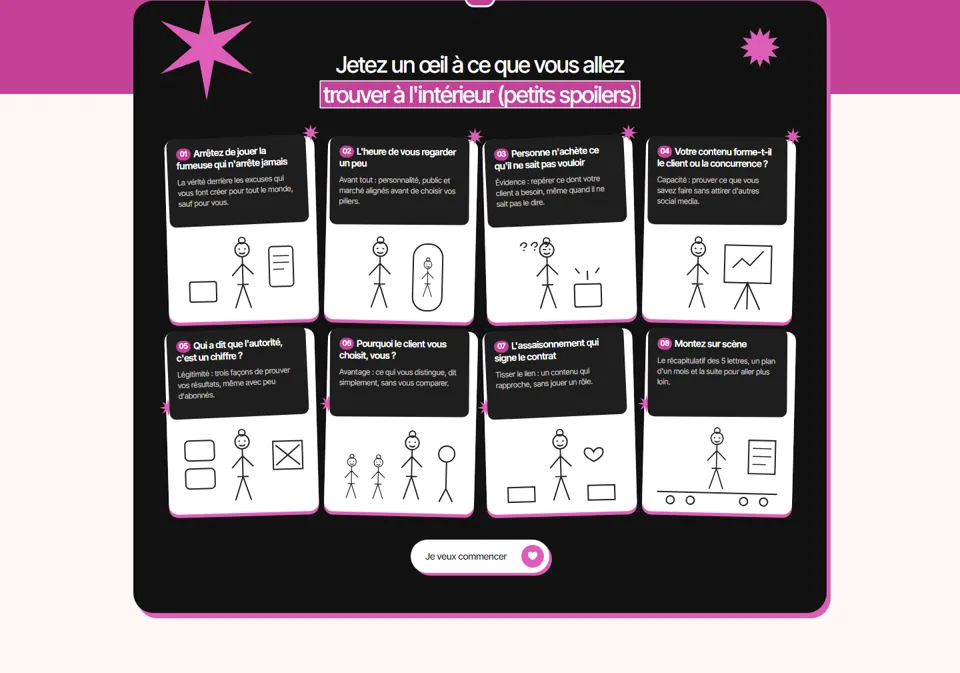 Jetez un œil à ce que vous allez
trouver à l'intérieur (petits spoilers)
01 Arrêtez de jouer la
fumeuse qui n'arrête jamais
La vérité derrière les excuses qui
vous font créer pour tout le monde,
sauf pour vous.
02 L'heure de vous regarder
un peu
Avant tout : personnalité, public et
marché alignés avant de choisir vos
piliers.
03 Personne n'achète ce
qu'il ne sait pas vouloir
Évidence : repérer ce dont votre
client a besoin, même quand il ne
sait pas le dire.
04 Votre contenu forme-t-il
le client ou la concurrence ?
Capacité : prouver ce que vous
savez faire sans attirer d'autres
social media.
??
05 Qui a dit que l'autorité,
c'est un chiffre ?
Légitimité : trois façons de prouver
vos résultats, même avec peu
d'abonnés.
06 Pourquoi le client vous
choisit, vous ?
Avantage : ce qui vous distingue, dit
simplement, sans vous comparer.
07 L'assaisonnement qui
signe le contrat
Tisser le lien : un contenu qui
rapproche, sans jouer un rôle.
08 Montez sur scène
Le récapitulatif des 5 lettres, un plan
d'un mois et la suite pour aller plus
loin.
Je veux commencer